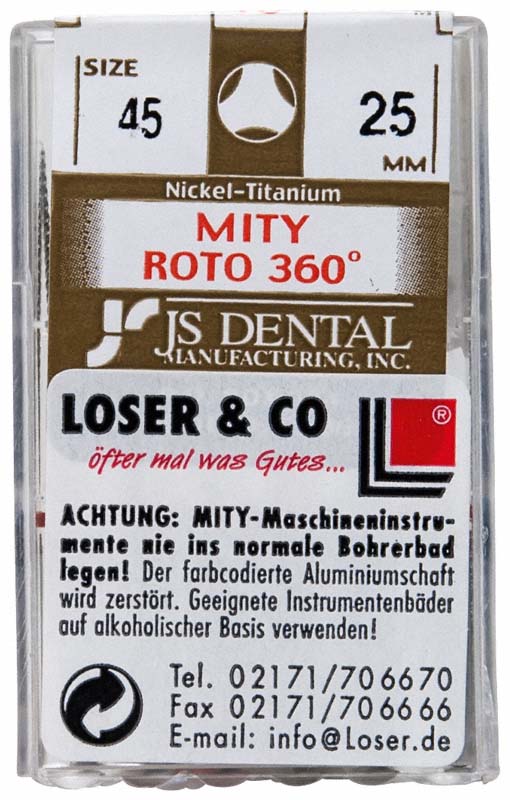 SIZE
45
25
MM
Nickel-Titanium
MITY
ROTO 360°
JS DENTAL
MANUFACTURING, INC.
LOSER & CO
®
öfter mal was Gutes...
ACHTUNG: MITY-Maschineninstru-
mente nie ins normale Bohrerbad
legen! Der farbcodierte Aluminiumschaft
wird zerstört. Geeignete Instrumentenbäder
auf alkoholischer Basis verwenden!
Tel. 02171/706670
Fax 02171/706666
E-mail: info@Loser.de